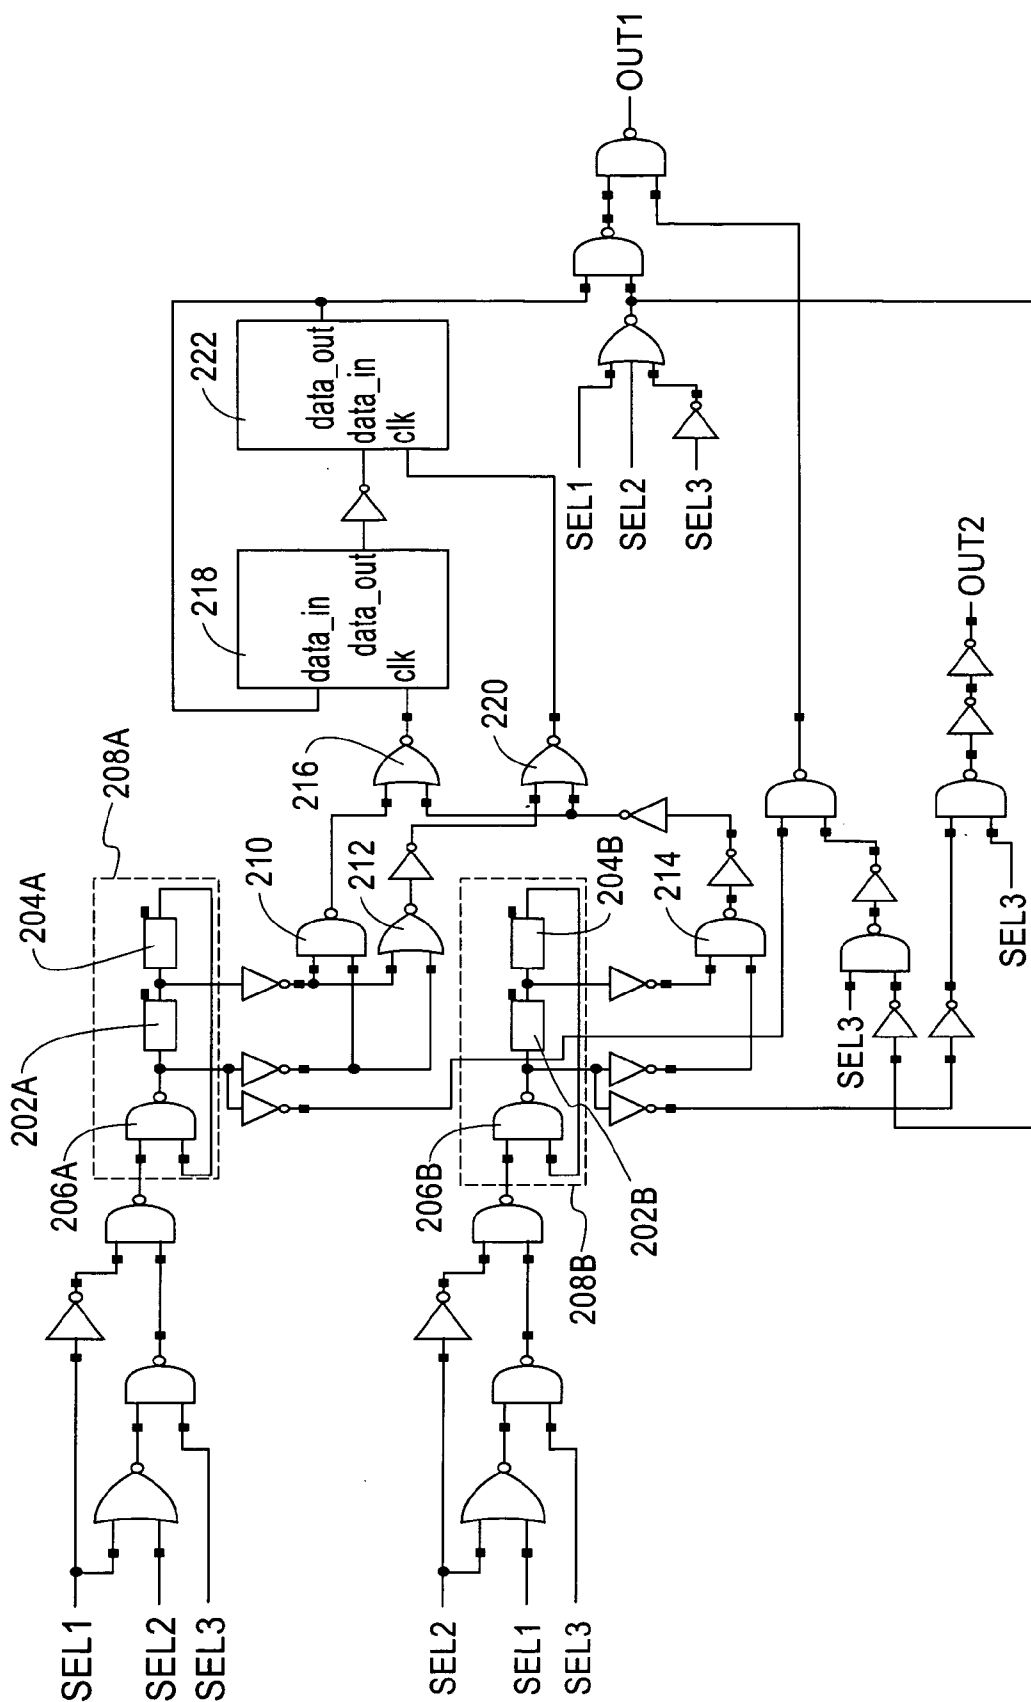 SEL1
SEL2
SEL3
206A
202A
204A
208A
210
212
216
218
data_in
data_out
clk
222
data_out
data_in
clk
220
SEL1
SEL2
SEL3
OUT1
SEL2
SEL1
SEL3
206B
208B
202B
204B
214
SEL3
SEL3
OUT2